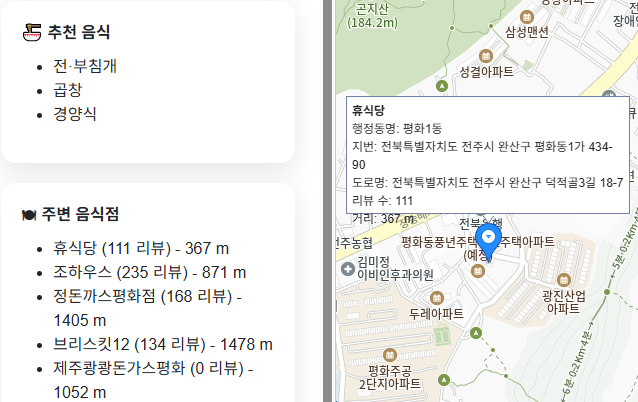 추천 음식
전·부침개
곱창
경양식
주변 음식점
휴식당 (111 리뷰) - 367 m
조하우스 (235 리뷰) - 871 m
정돈까스평화점 (168 리뷰) -
1405 m
브리스킷12 (134 리뷰) - 1478 m
제주쾅쾅돈가스평화 (0 리뷰) -
1052 m
곤지산
(184.2m)
삼성맨션
성결아파트
휴식당
행정동명: 평화1동
지번: 전북특별자치도 전주시 완산구 평화동1가 434-
90
도로명: 전북특별자치도 전주시 완산구 덕적골3길 18-7
리뷰 수: 111
거리: 367 m
전북은행
전주농협
평화동풍년주택
주택아파트
(예정)
김미정
이비인후과의원
광진산업
아파트
두레아파트
평화주공
2단지아파트
5분·0.2Km·4분
6분·0.2Km·4분